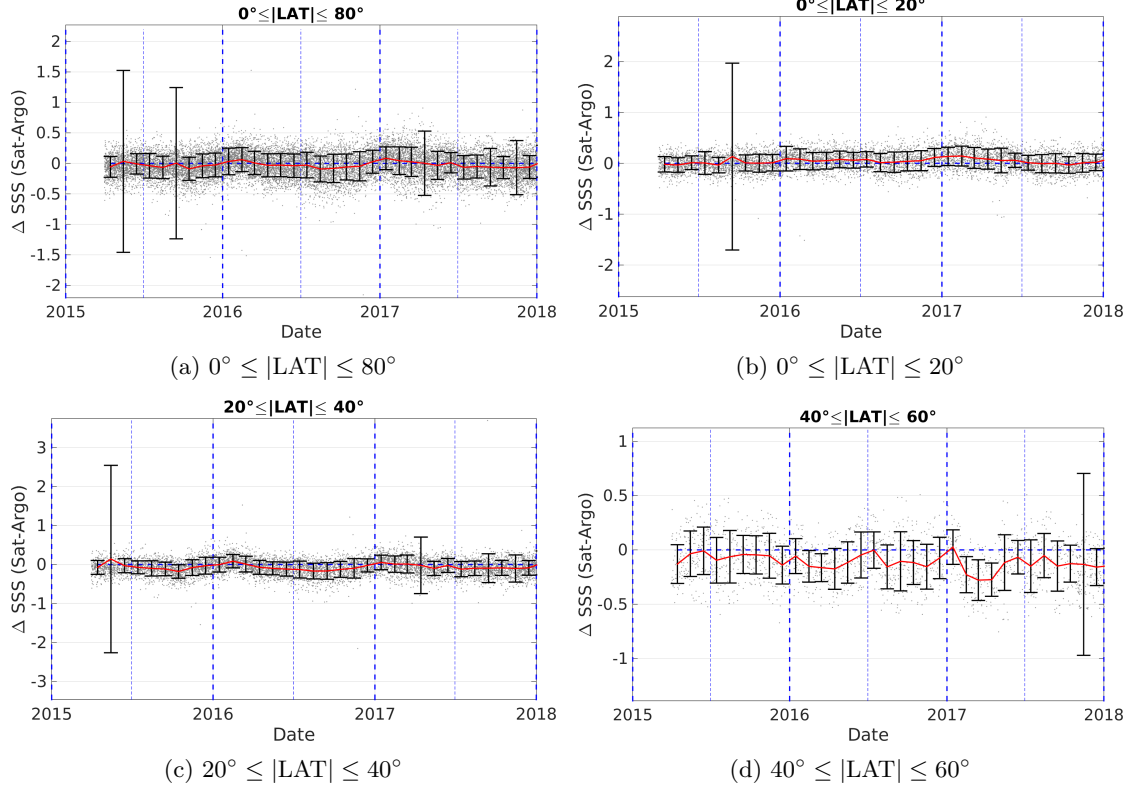 0°≤|LAT|≤ 80°
2
1.5
1
0.5
0
-0.5
-1
-1.5
-2
Δ SSS (Sat-Argo)
2015 2016 2017 2018
Date
(a) 0° ≤ |LAT| ≤ 80°
0°≤|LAT|≤ 20°
2
1
0
-1
-2
Δ SSS (Sat-Argo)
2015 2016 2017 2018
Date
(b) 0° ≤ |LAT| ≤ 20°
20°≤|LAT|≤ 40°
3
2
1
0
-1
-2
-3
Δ SSS (Sat-Argo)
2015 2016 2017 2018
Date
(c) 20° ≤ |LAT| ≤ 40°
40°≤|LAT|≤ 60°
1
0.5
0
-0.5
-1
Δ SSS (Sat-Argo)
2015 2016 2017 2018
Date
(d) 40° ≤ |LAT| ≤ 60°